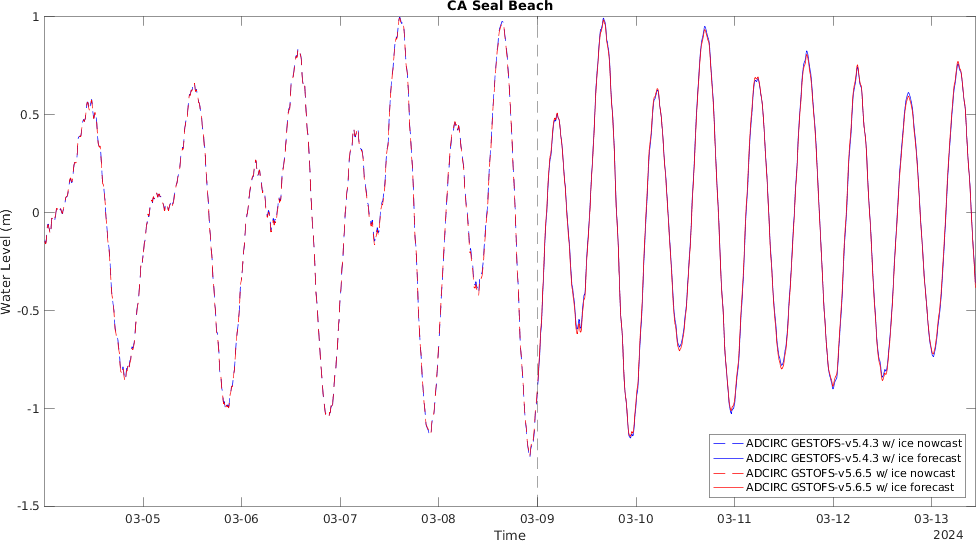 CA Seal Beach
1
0.5
0
-0.5
-1
-1.5
Water Level (m)
ADCIRC GESTOFS-v5.4.3 w/ ice nowcast
ADCIRC GESTOFS-v5.4.3 w/ ice forecast
ADCIRC GSTOFS-v5.6.5 w/ ice nowcast
ADCIRC GSTOFS-v5.6.5 w/ ice forecast
03-05 03-06 03-07 03-08 03-09 03-10 03-11 03-12 03-13
Time
2024